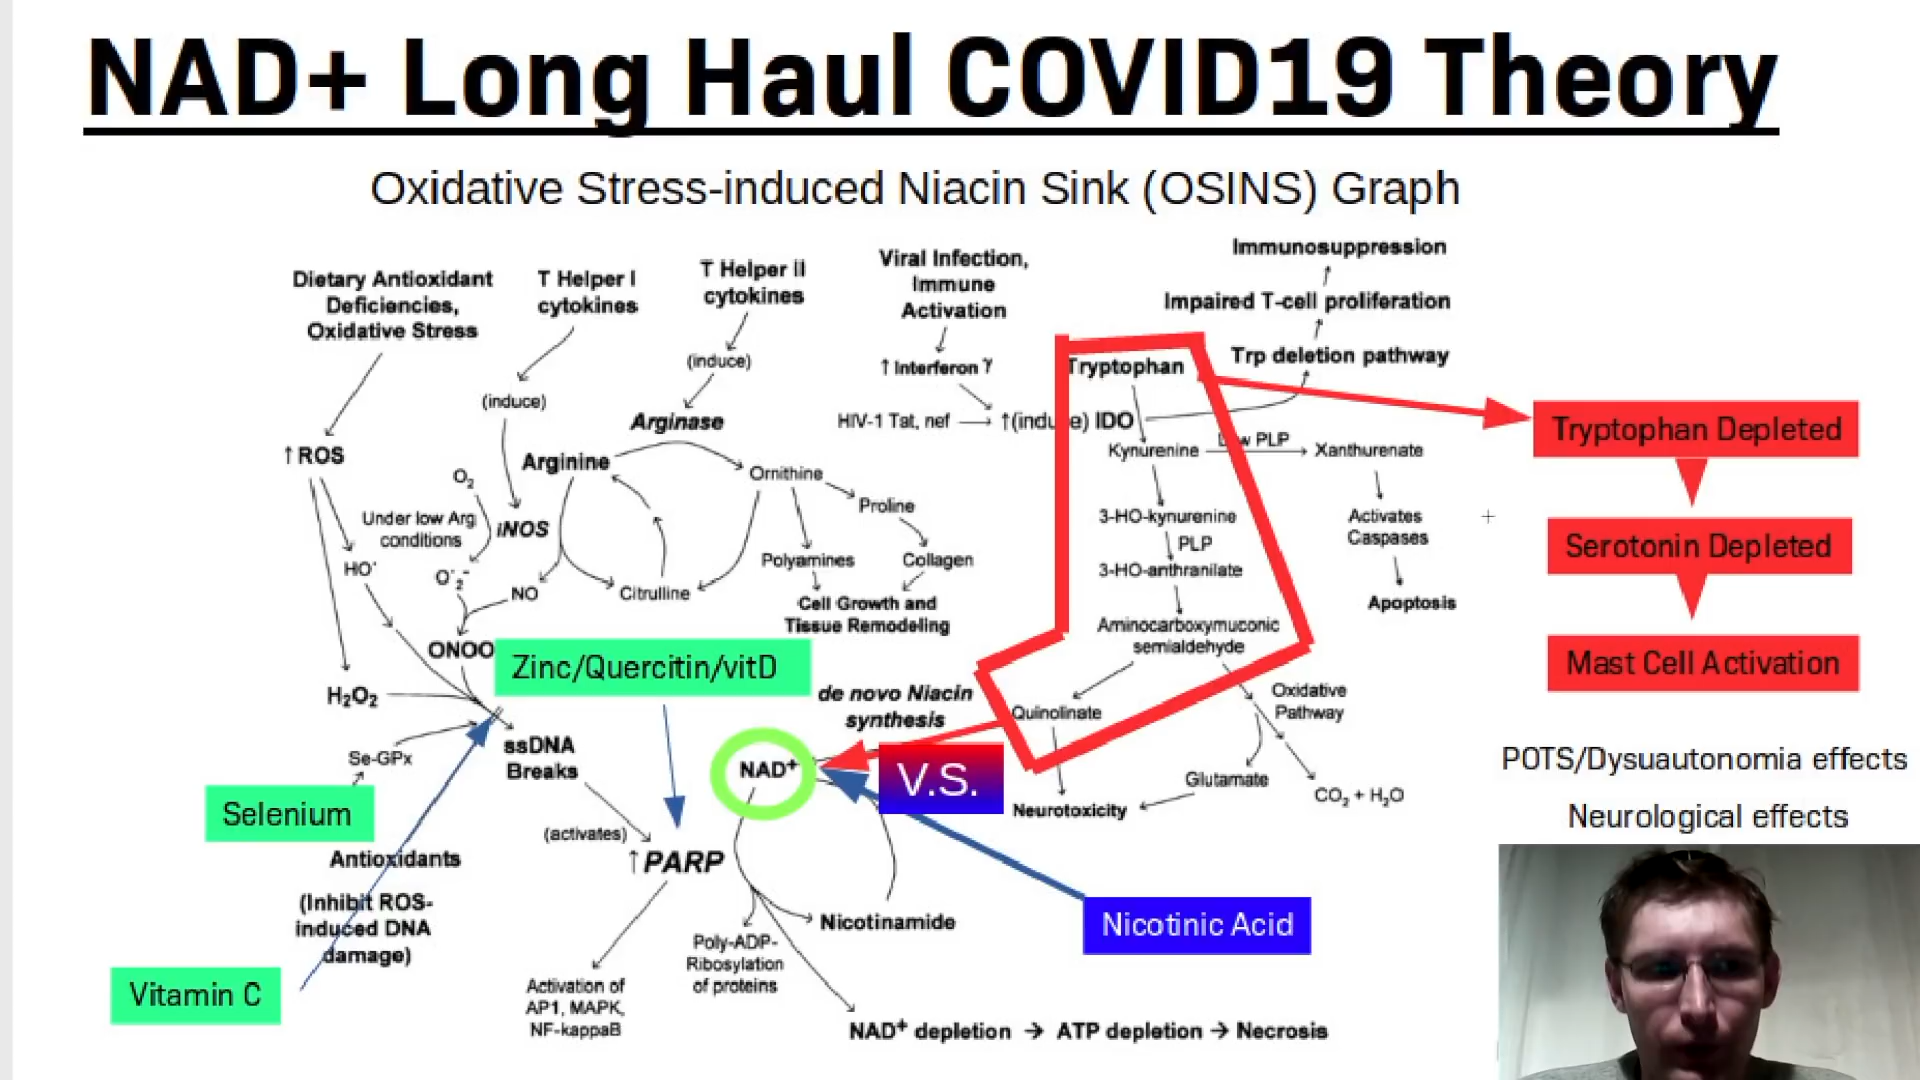 NAD+ Long Haul COVID19 Theory
Oxidative Stress-induced Niacin Sink (OSINS) Graph
Dietary Antioxidant
Deficiencies,
Oxidative Stress
T Helper I
cytokines
T Helper II
cytokines
Viral Infection,
Immune
Activation
Immunosuppression
Impaired T-cell proliferation
Trp deletion pathway
(induce)
(induce)
↑Interferon γ
Tryptophan
Arginase
HIV-1 Tat, nef
↑(induce) IDO
Tryptophan Depleted
↑ROS
O₂
Arginine
Ornithine
Kynurenine
Low PLP
Xanthurenate
Under low Arg
conditions
iNOS
Proline
3-HO-kynurenine
PLP
Activates
Caspases
Serotonin Depleted
HO˙
O˙₂⁻
NO
Citrulline
Polyamines
Collagen
3-HO-anthranilate
Cell Growth and
Tissue Remodeling
Apoptosis
ONOO
Zinc/Quercitin/vitD
Aminocarboxymuconic
semialdehyde
Mast Cell Activation
H₂O₂
de novo Niacin
synthesis
Quinolinate
Oxidative
Pathway
Se-GPx
ssDNA
Breaks
NAD⁺
V.S.
Glutamate
CO₂ + H₂O
Neurotoxicity
POTS/Dysuautonomia effects
Neurological effects
Selenium
(activates)
↑PARP
Antioxidants
(Inhibit ROS-
induced DNA
damage)
Nicotinamide
Nicotinic Acid
Poly-ADP-
Ribosylation
of proteins
Vitamin C
Activation of
AP1, MAPK,
NF-kappaB
NAD⁺ depletion → ATP depletion → Necrosis